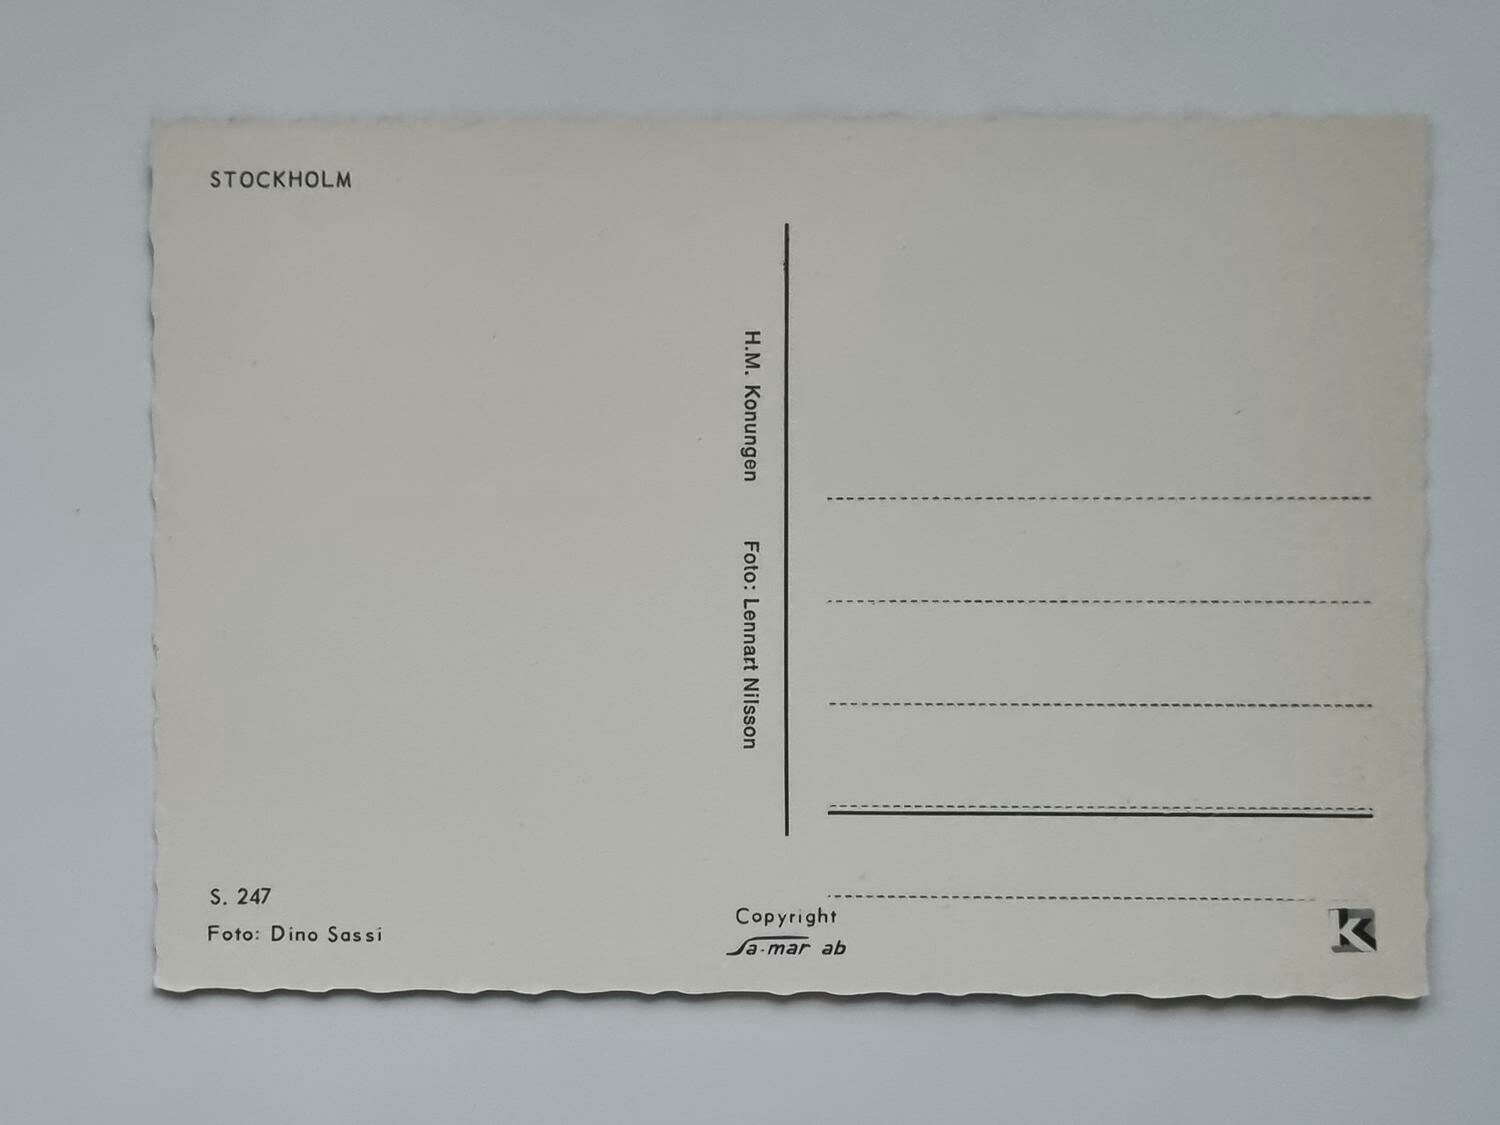 STOCKHOLM
H.M. Konungen Foto: Lennart Nilsson
S. 247
Foto: Dino Sassi
Copyright
Sa-mar ab
K